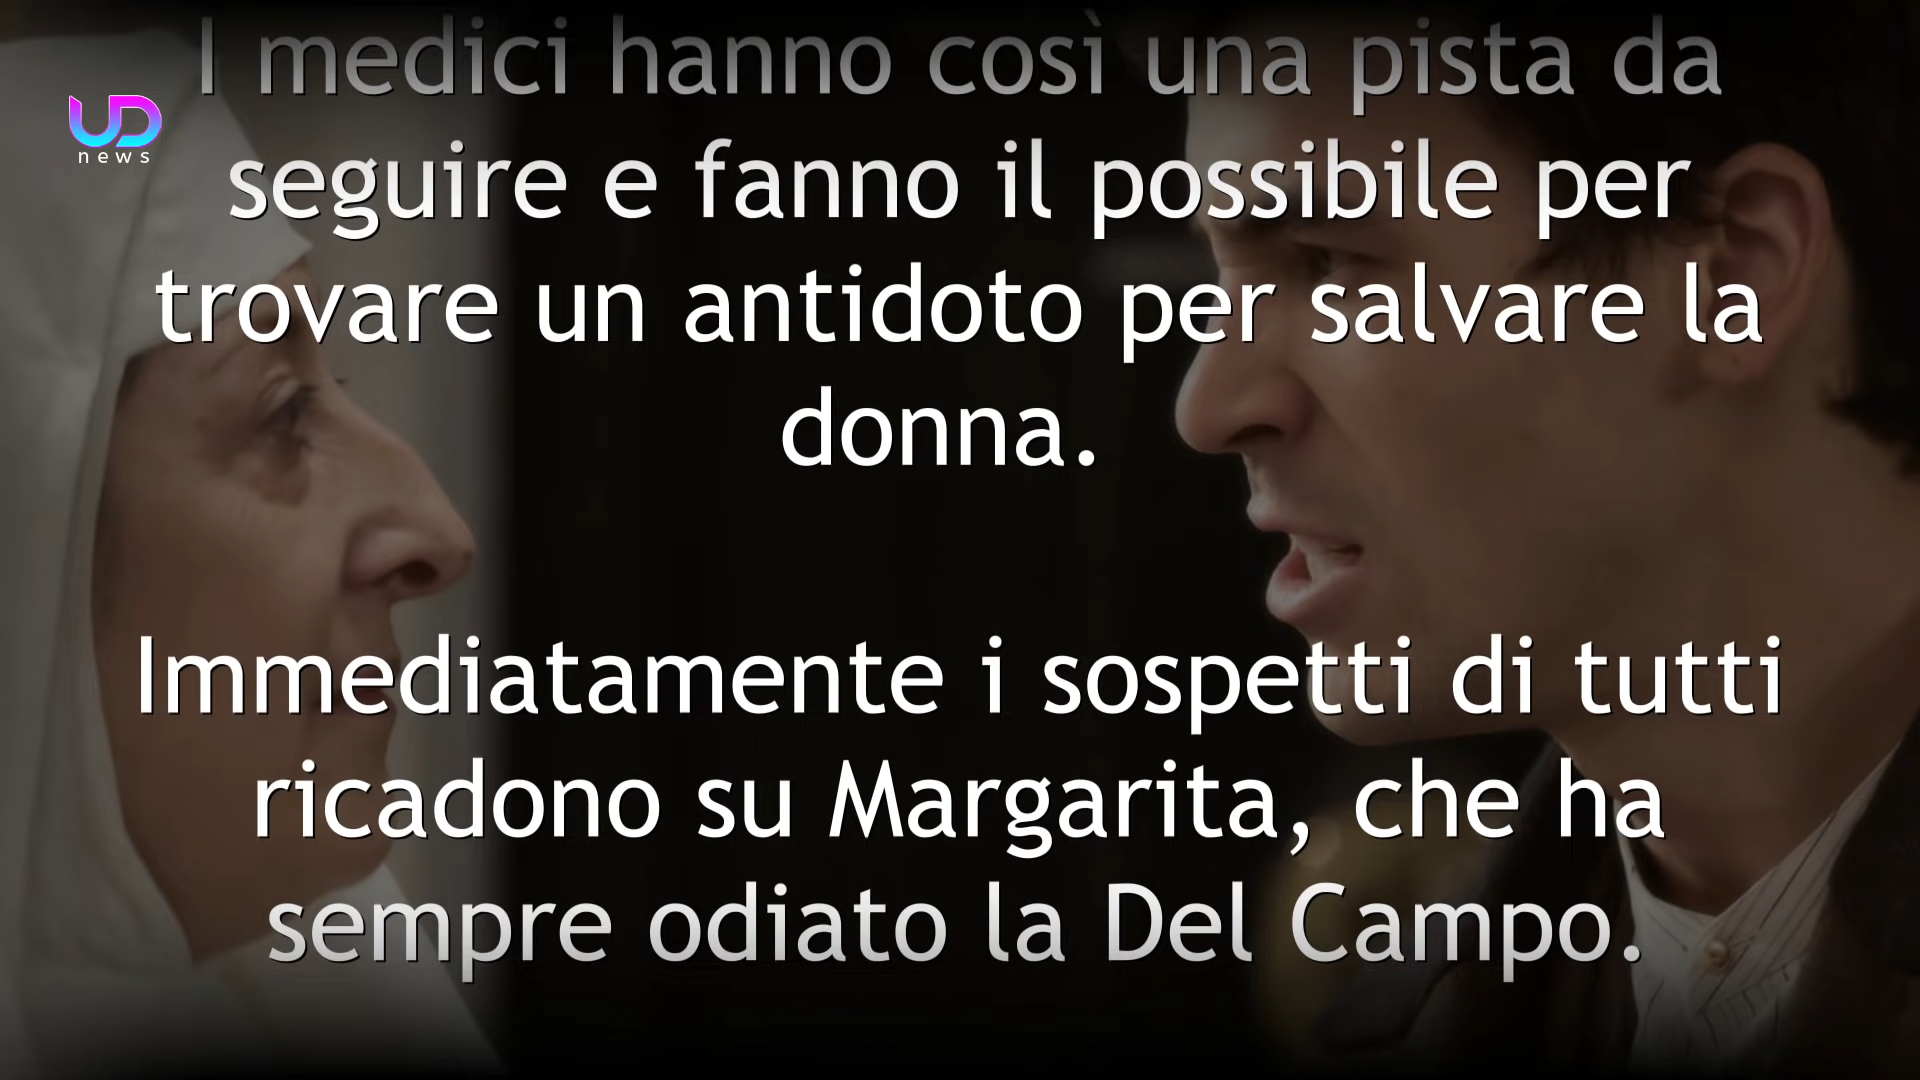 I medici hanno così una pista da
UD
news
seguire e fanno il possibile per
trovare un antidoto per salvare la
donna.
Immediatamente i sospetti di tutti
ricadono su Margarita, che ha
sempre odiato la Del Campo.